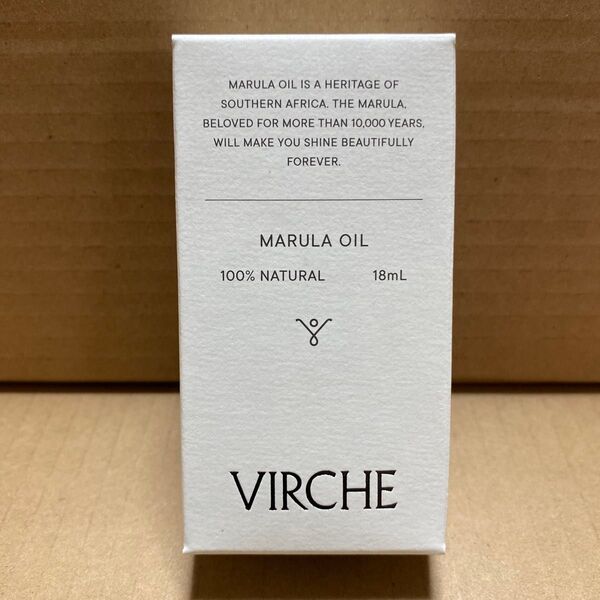 MARULA OIL IS A HERITAGE OF
SOUTHERN AFRICA. THE MARULA,
BELOVED FOR MORE THAN 10,000 YEARS,
WILL MAKE YOU SHINE BEAUTIFULLY
FOREVER.
MARULA OIL
100% NATURAL 18mL
VIRCHE